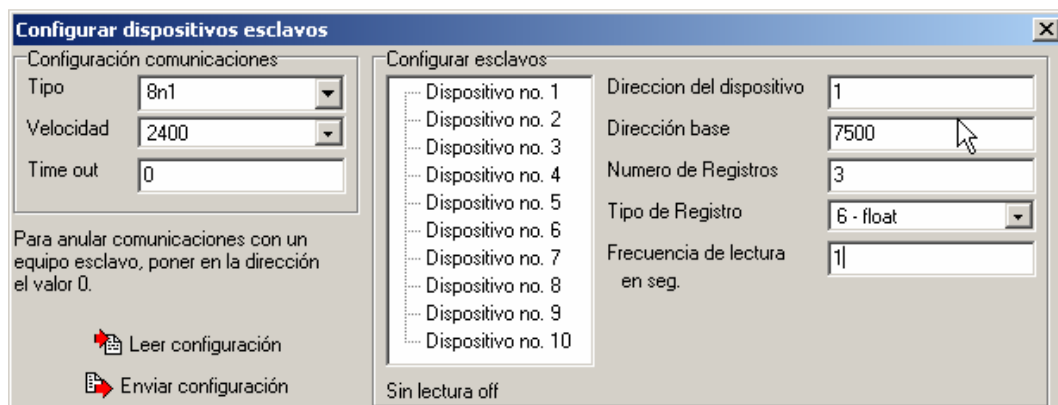 Configurar dispositivos esclavos
Configuración comunicaciones
Tipo 8n1
Velocidad 2400
Time out 0
Para anular comunicaciones con un
equipo esclavo, poner en la dirección
el valor 0.
Leer configuración
Enviar configuración
Configurar esclavos
Dispositivo no. 1
Dispositivo no. 2
Dispositivo no. 3
Dispositivo no. 4
Dispositivo no. 5
Dispositivo no. 6
Dispositivo no. 7
Dispositivo no. 8
Dispositivo no. 9
Dispositivo no. 10
Sin lectura off
Direccion del dispositivo 1
Dirección base 7500
Numero de Registros 3
Tipo de Registro 6 - float
Frecuencia de lectura 1
en seg.